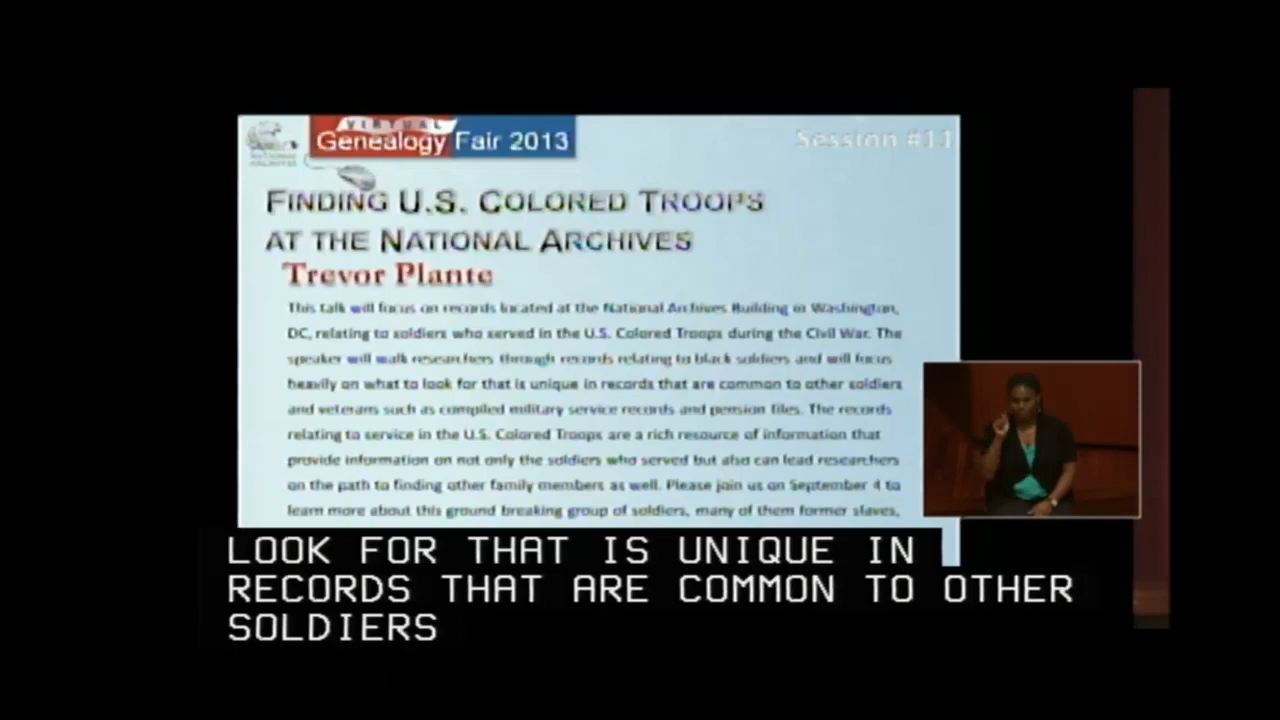 VIRTUAL
Genealogy Fair 2013
Session #11
NATIONAL
ARCHIVES
FINDING U.S. COLORED TROOPS
AT THE NATIONAL ARCHIVES
Trevor Plante
This talk will focus on records located at the National Archives Building in Washington,
DC, relating to soldiers who served in the U.S. Colored Troops during the Civil War. The
speaker will walk researchers through records relating to black soldiers and will focus
heavily on what to look for that is unique in records that are common to other soldiers
and veterans such as compiled military service records and pension files. The records
relating to service in the U.S. Colored Troops are a rich resource of information that
provide information on not only the soldiers who served but also can lead researchers
on the path to finding other family members as well. Please join us on September 4 to
learn more about this ground breaking group of soldiers, many of them former slaves,
LOOK FOR THAT IS UNIQUE IN
RECORDS THAT ARE COMMON TO OTHER
SOLDIERS